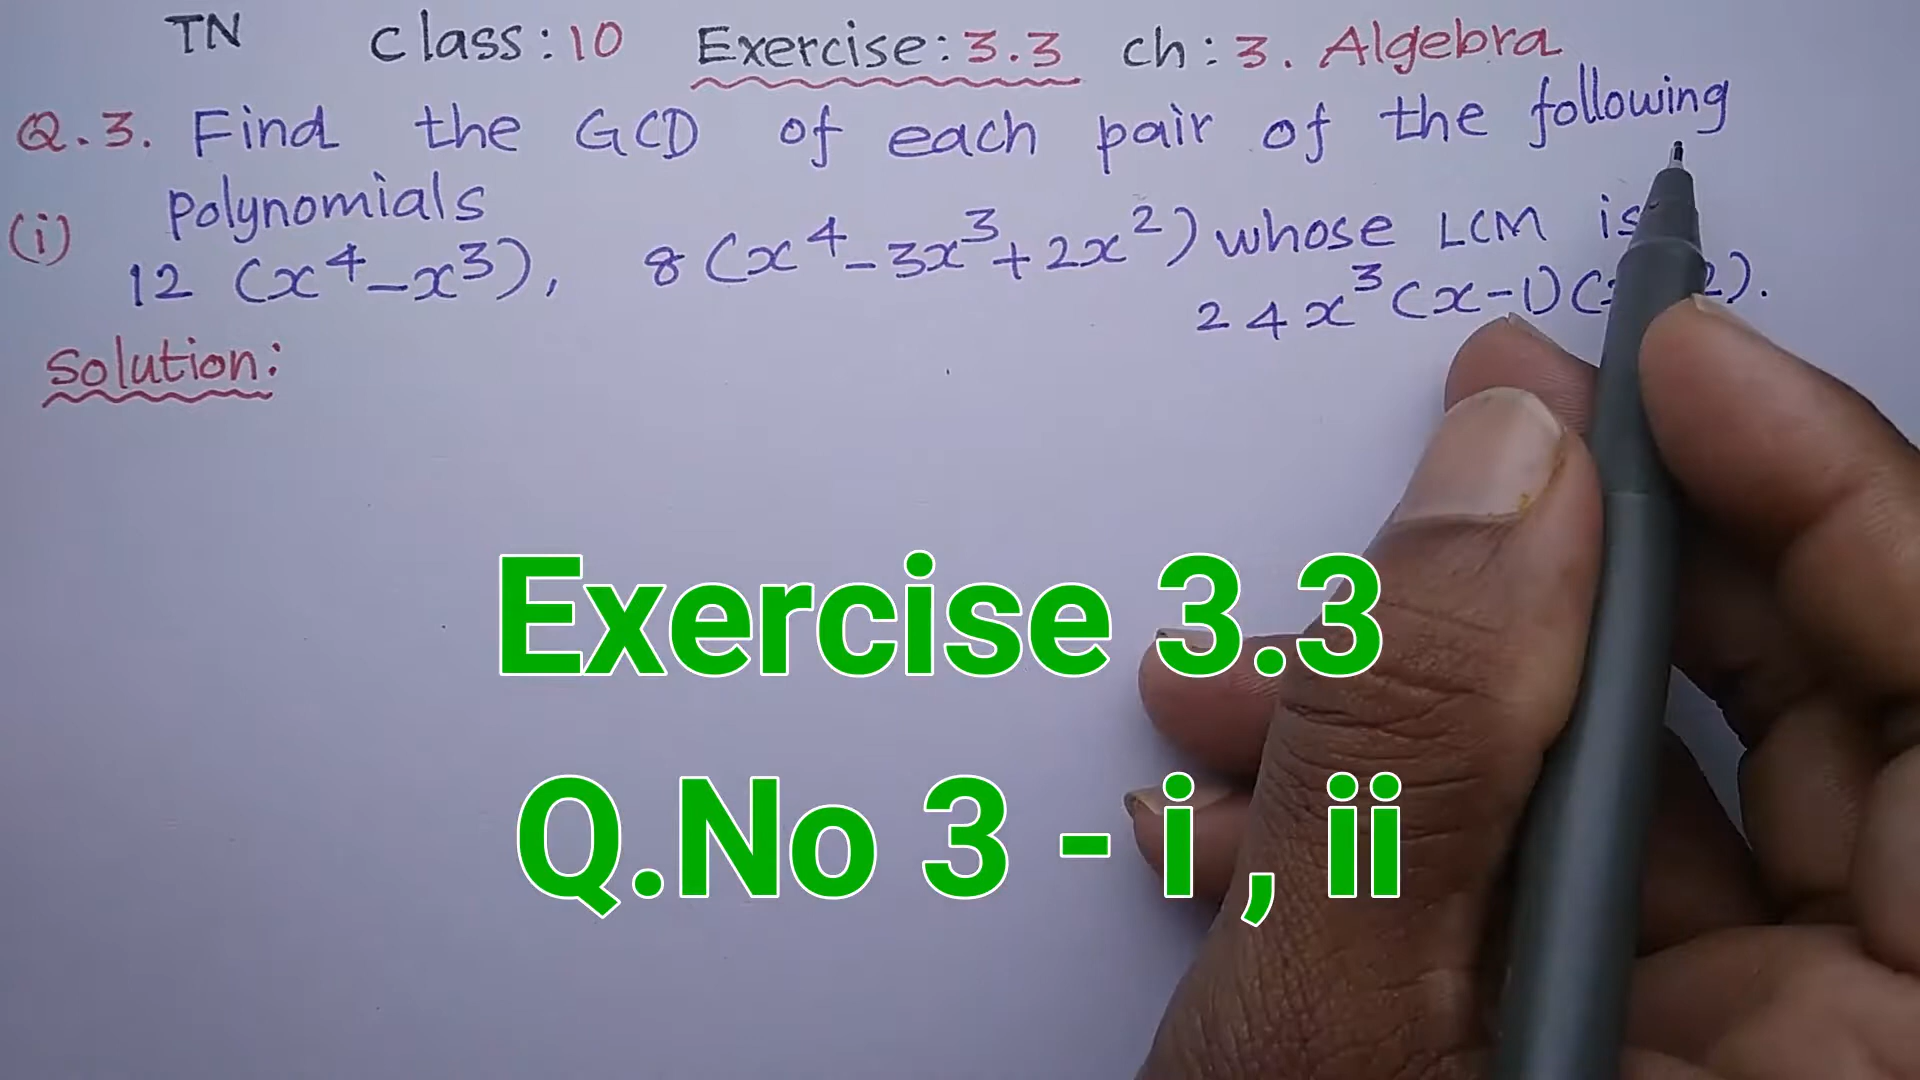 TN Class: 10 Exercise: 3.3 ch: 3. Algebra
Q.3. Find the GCD of each pair of the following
polynomials
(i) 12 (x⁴-x³), 8 (x⁴-3x³+2x²) whose LCM is
24x³(x-1)( 2).
Solution:
Exercise 3.3
Q.No 3 - i , ii